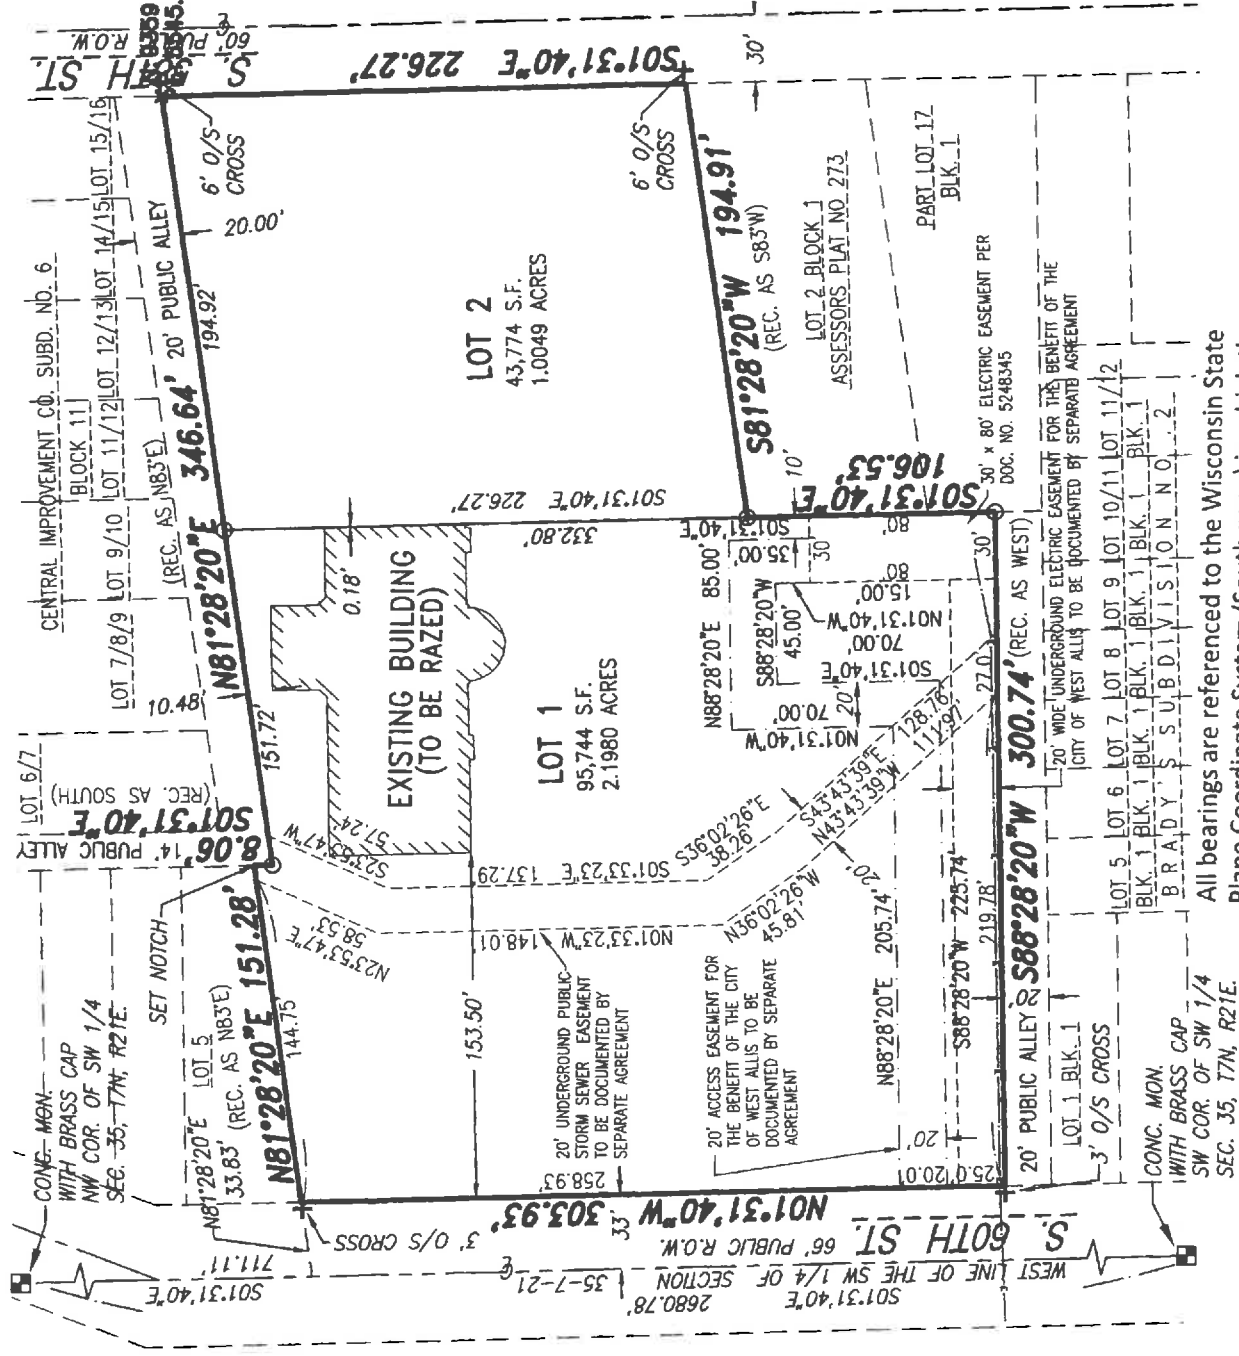 S. 54TH ST.
60' PUBLIC R.O.W.
S01°31'40"E 226.27'
30'
6' O/S
CROSS
6' O/S
CROSS
CENTRAL IMPROVEMENT CO. SUBD. NO. 6
BLOCK 11
LOT 6/7
LOT 7/8/9
LOT 9/10
LOT 11/12
LOT 12/13
LOT 14/15
LOT 15/16
20' PUBLIC ALLEY
20.00'
194.92'
N81°28'20"E 346.64'
(REC. AS N83°E)
10.48'
151.72'
LOT 2
43,774 S.F.
1.0049 ACRES
S81°28'20"W 194.91'
(REC. AS S83°W)
LOT 2 BLOCK 1
ASSESSORS PLAT NO 273
PART LOT 17
BLK. 1
S01°31'40"E 226.27'
332.80'
0.18'
EXISTING BUILDING
(TO BE RAZED)
LOT 1
95,744 S.F.
2.1980 ACRES
S01°31'40"E
106.53'
10'
30' x 80' ELECTRIC EASEMENT PER
DOC. NO. 5248345
80'
30'
30
80
N88°28'20"E 85.00'
S01°31'40"E
35.00'
S88°28'20"W
45.00'
N01°31'40"W
15.00'
S01°31'40"E
70.00'
N01°31'40"W
70.00'
20'
27.0
14' PUBLIC ALLEY
S01°31'40"E
8.06'
(REC. AS SOUTH)
SET NOTCH
S23°53'47"W
57.24
N23°53'47"E
58.53'
S01°33'23"E 137.29'
N01°33'23"W 148.01'
S36°02'26"E
38.26'
N36°02'26"W
45.81'
S43°43'39"E 128.76'
N43°43'39"W 111.97'
20'
N81°28'20"E 151.28'
(REC. AS N83°E)
144.75'
LOT 5
N81°28'20"E
33.83'
CONC. MON.
WITH BRASS CAP
NW COR. OF SW 1/4
SEC. 35, T7N, R21E.
153.50'
20' UNDERGROUND PUBLIC
STORM SEWER EASEMENT
TO BE DOCUMENTED BY
SEPARATE AGREEMENT
20' ACCESS EASEMENT FOR
THE BENEFIT OF THE CITY
OF WEST ALLIS TO BE
DOCUMENTED BY SEPARATE
AGREEMENT
N88°28'20"E 205.74'
S88°28'20"W 225.74'
219.78'
S88°28'20"W 300.74'
(REC. AS WEST)
20' WIDE UNDERGROUND ELECTRIC EASEMENT FOR THE BENEFIT OF THE
CITY OF WEST ALLIS TO BE DOCUMENTED BY SEPARATE AGREEMENT
20' PUBLIC ALLEY
20'
20'
20.0'
25.0'
258.93'
N01°31'40"W 303.93'
33'
3' O/S CROSS
3' O/S CROSS
S. 60TH ST.
66' PUBLIC R.O.W.
WEST LINE OF THE SW 1/4 OF SECTION 35-7-21
S01°31'40"E 2680.78'
S01°31'40"E 711.11'
LOT 1 BLK. 1
LOT 5
BLK. 1
LOT 6
BLK. 1
LOT 7
BLK. 1
LOT 8
BLK. 1
LOT 9
BLK. 1
LOT 10/11
BLK. 1
LOT 11/12
BLK. 1
BRADY'S SUBDIVISION NO. 2
CONC. MON.
WITH BRASS CAP
SW COR. OF SW 1/4
SEC. 35, T7N, R21E.
All bearings are referenced to the Wisconsin State